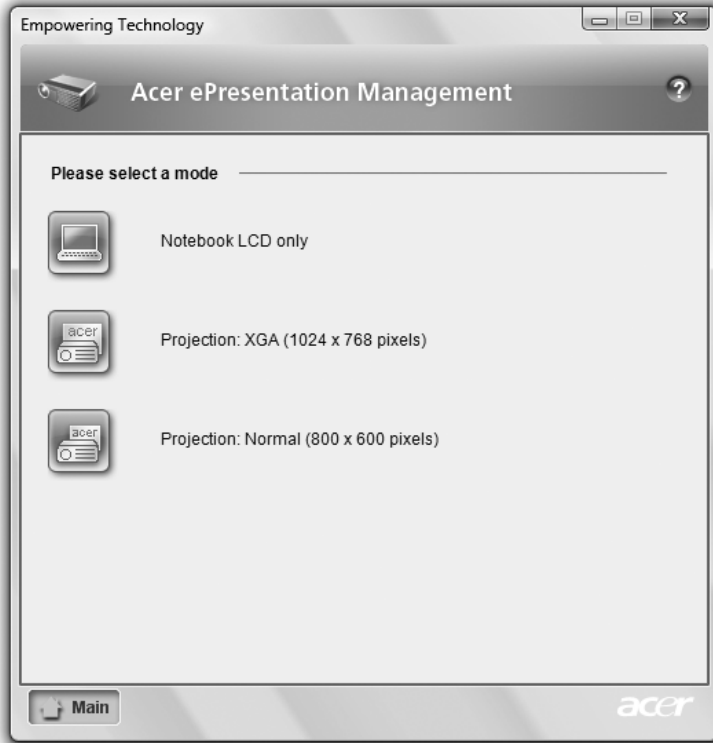 Empowering Technology
Acer ePresentation Management
?
Please select a mode
Notebook LCD only
acer
Projection: XGA (1024 x 768 pixels)
acer
Projection: Normal (800 x 600 pixels)
Main
acer